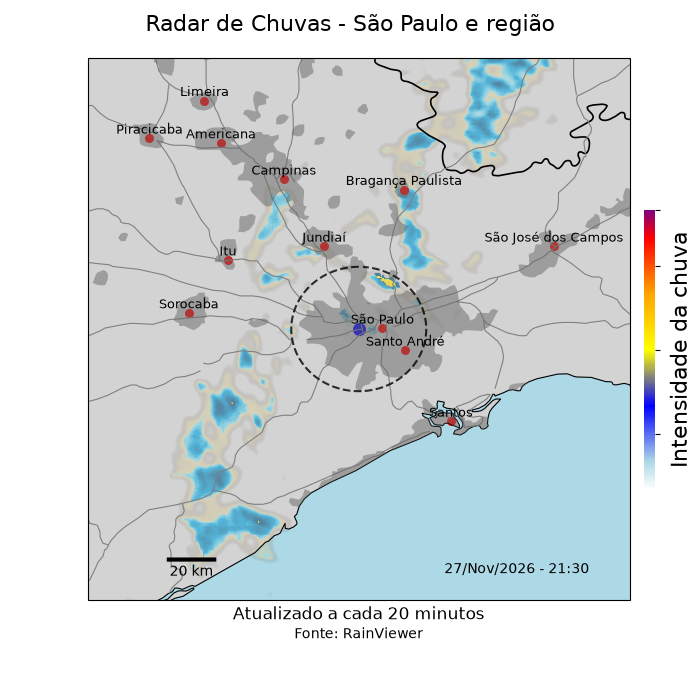 Radar de Chuvas - São Paulo e região
Limeira
Piracicaba
Americana
Campinas
Bragança Paulista
Jundiaí
São José dos Campos
Itu
Sorocaba
São Paulo
Santo André
Santos
Intensidade da chuva
27/Nov/2026 - 21:30
20 km
Atualizado a cada 20 minutos
Fonte: RainViewer